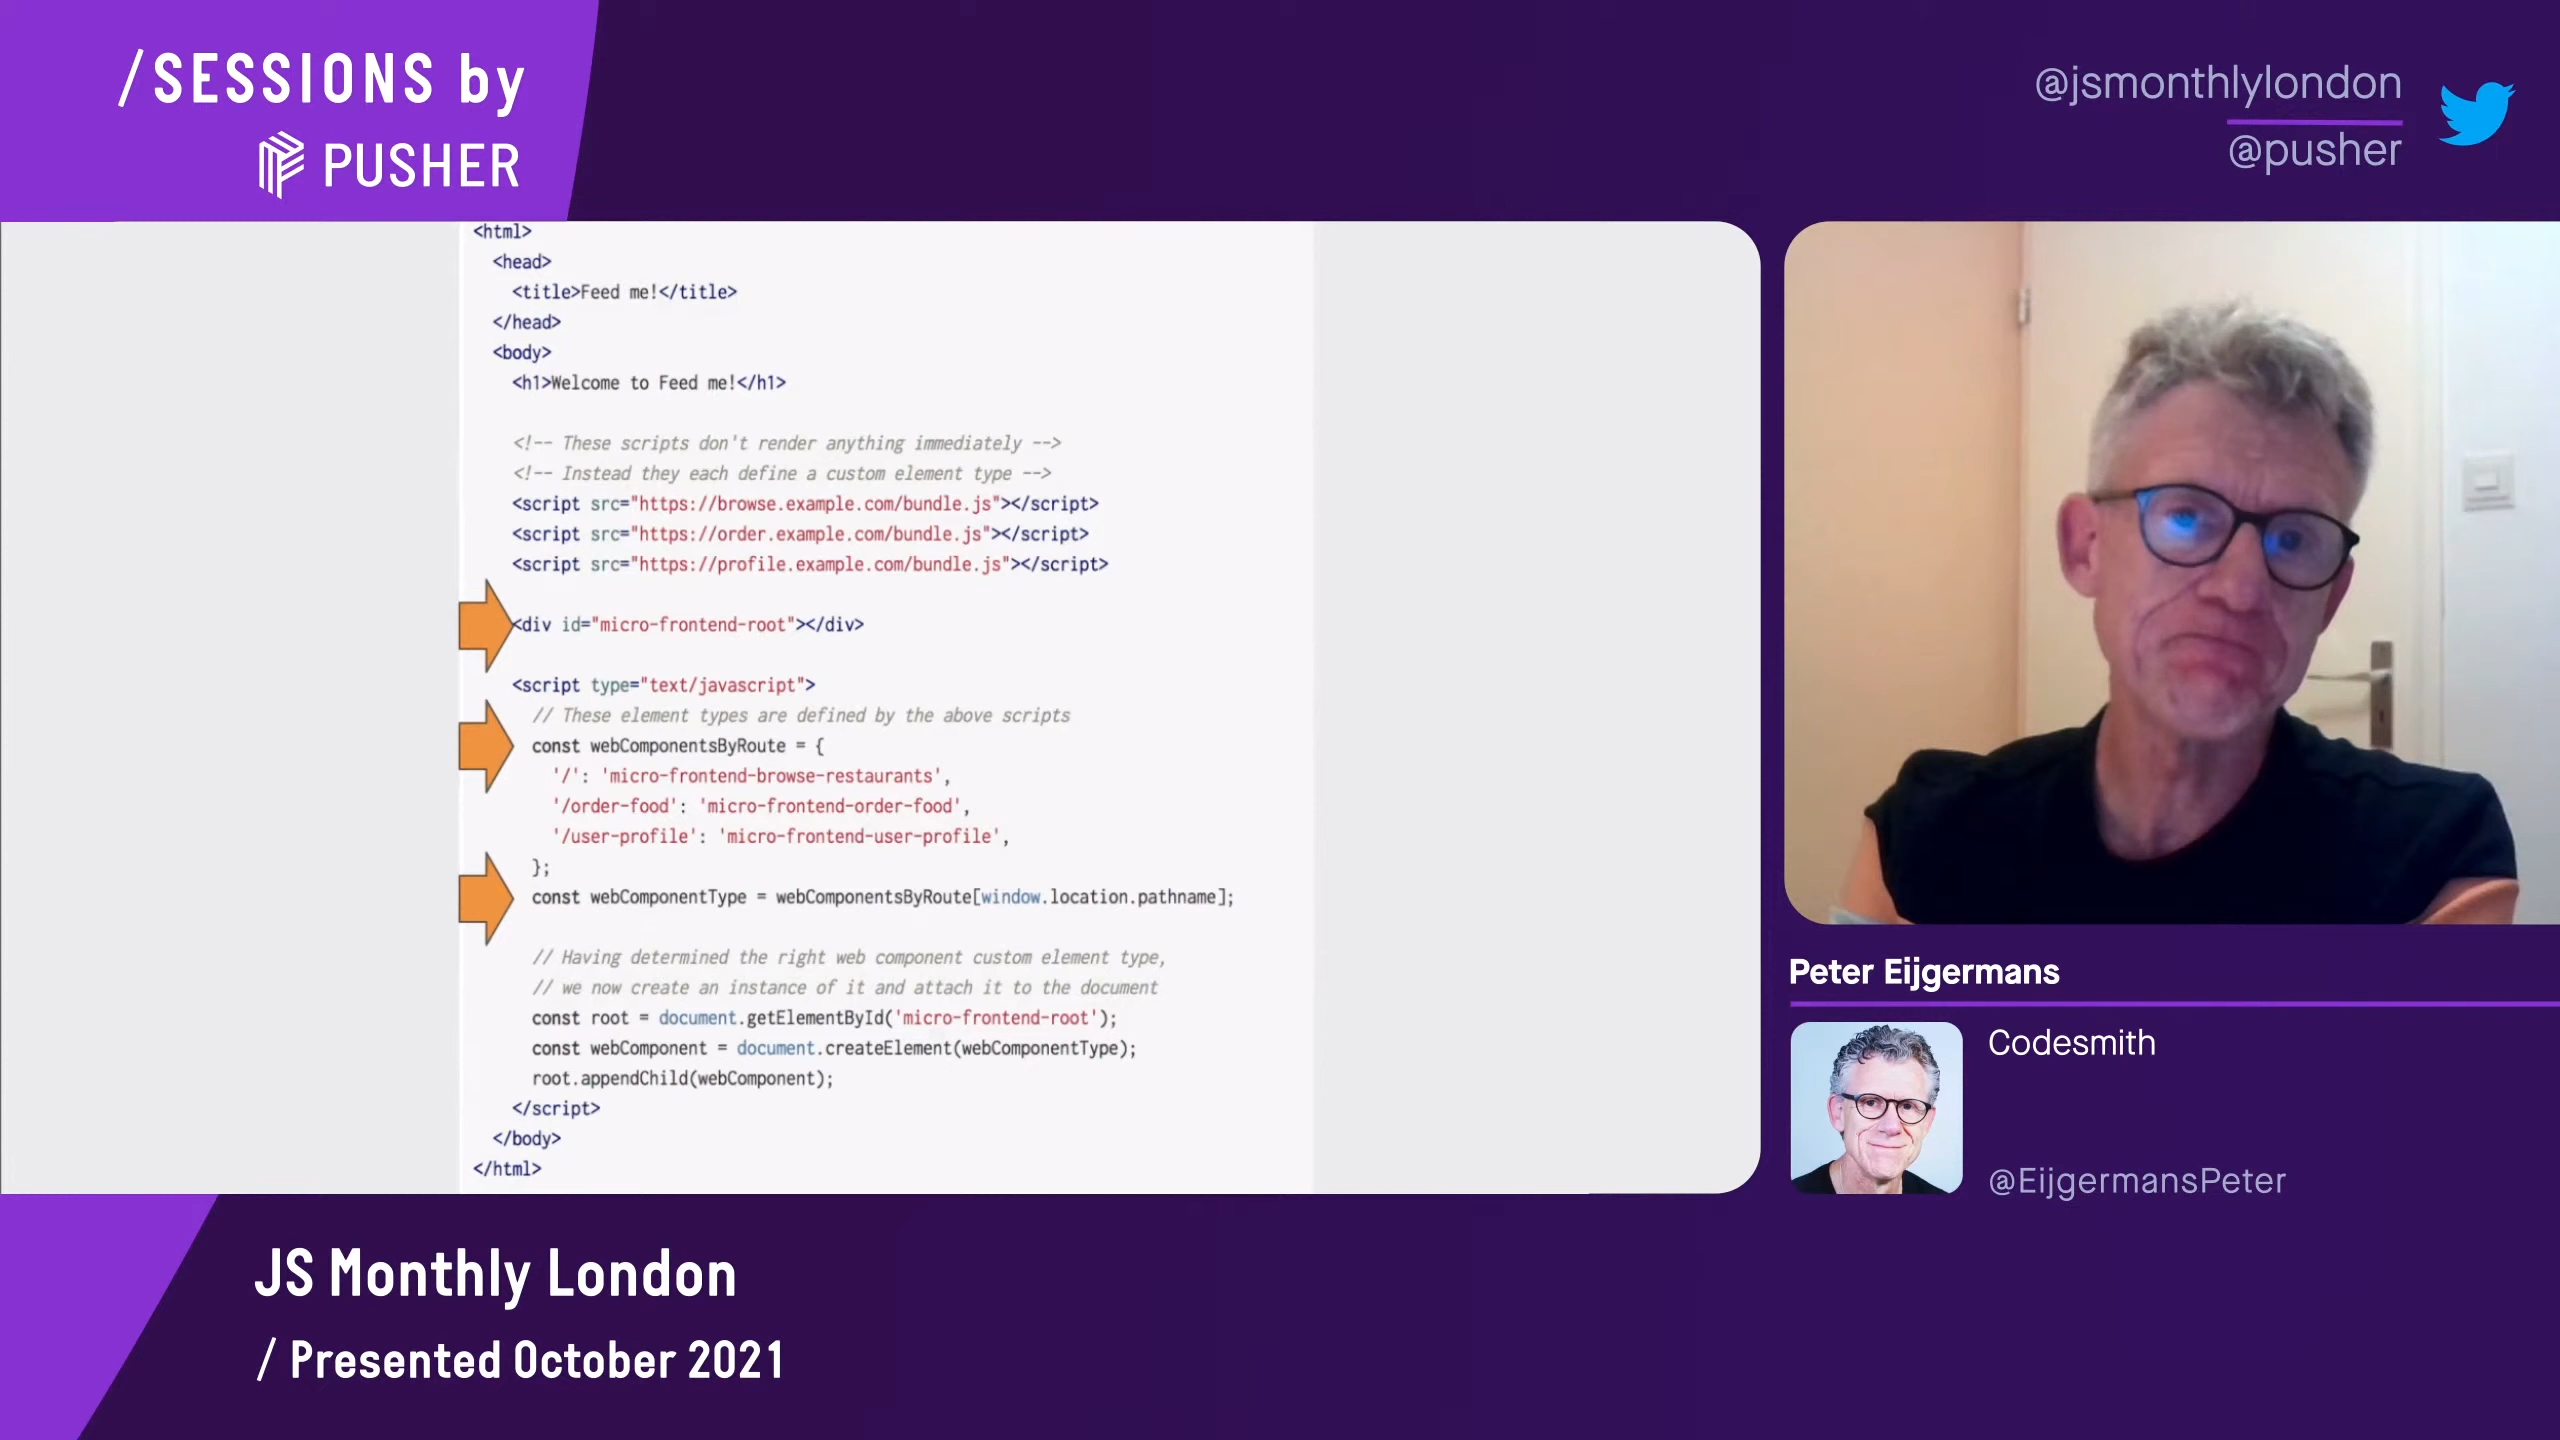 /SESSIONS by
PUSHER
@jsmonthlylondon
@pusher
<html>
<head>
<title>Feed me!</title>
</head>
<body>
<h1>Welcome to Feed me!</h1>
<!-- These scripts don't render anything immediately -->
<!-- Instead they each define a custom element type -->
<script src="https://browse.example.com/bundle.js"></script>
<script src="https://order.example.com/bundle.js"></script>
<script src="https://profile.example.com/bundle.js"></script>
<div id="micro-frontend-root"></div>
<script type="text/javascript">
// These element types are defined by the above scripts
const webComponentsByRoute = {
'/': 'micro-frontend-browse-restaurants',
'/order-food': 'micro-frontend-order-food',
'/user-profile': 'micro-frontend-user-profile',
};
const webComponentType = webComponentsByRoute[window.location.pathname];
// Having determined the right web component custom element type,
// we now create an instance of it and attach it to the document
const root = document.getElementById('micro-frontend-root');
const webComponent = document.createElement(webComponentType);
root.appendChild(webComponent);
</script>
</body>
</html>
Peter Eijgermans
Codesmith
@EijgermansPeter
JS Monthly London
/ Presented October 2021